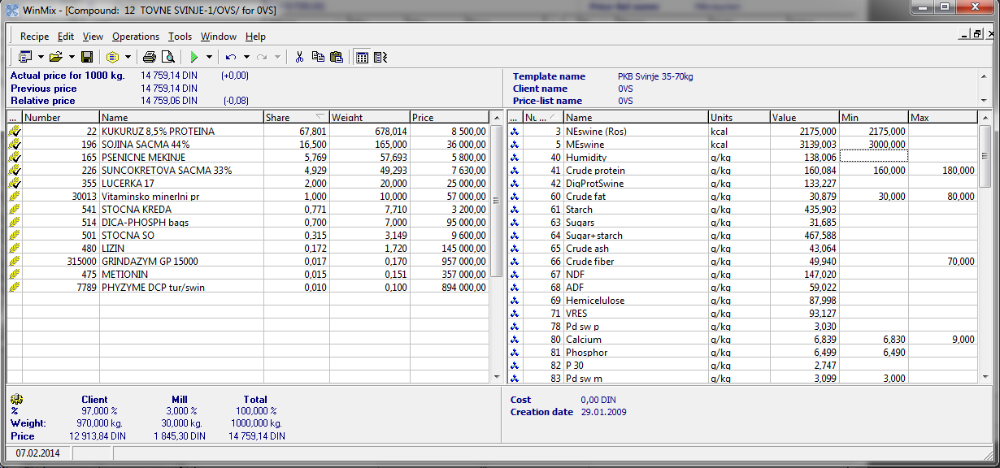 WinMix - [Compound: 12 TOVNE SVINJE-1/OVS/ for 0VS]
Recipe Edit View Operations Tools Window Help
Actual price for 1000 kg. 14 759,14 DIN (+0,00)
Previous price 14 759,14 DIN
Relative price 14 759,06 DIN (-0,08)
Template name PKB Svinje 35-70kg
Client name 0VS
Price-list name 0VS
... Number Name Share Weight Price
22 KUKURUZ 8,5% PROTEINA 67,801 678,014 8 500,00
196 SOJINA SACMA 44% 16,500 165,000 36 000,00
165 PSENICNE MEKINJE 5,769 57,693 5 800,00
226 SUNCOKRETOVA SACMA 33% 4,929 49,293 7 630,00
355 LUCERKA 17 2,000 20,000 25 000,00
30013 Vitaminsko minerlni pr 1,000 10,000 57 000,00
541 STOCNA KREDA 0,771 7,710 3 200,00
514 DICA-PHOSPH bags 0,700 7,000 95 000,00
501 STOCNA SO 0,315 3,149 9 600,00
480 LIZIN 0,172 1,720 145 000,00
315000 GRINDAZYM GP 15000 0,017 0,170 957 000,00
475 METIONIN 0,015 0,151 357 000,00
7789 PHYZYME DCP tur/swin 0,010 0,100 894 000,00
... Nu... Name Units Value Min Max
3 NEswine (Ros) kcal 2175,000 2175,000
5 MEswine kcal 3139,003 3000,000
40 Humidity g/kg 138,006
41 Crude protein g/kg 160,084 160,000 180,000
42 DigProtSwine g/kg 133,227
60 Crude fat g/kg 30,879 30,000 80,000
61 Starch g/kg 435,903
63 Sugars g/kg 31,685
64 Sugar+starch g/kg 467,588
65 Crude ash g/kg 43,064
66 Crude fiber g/kg 49,940 70,000
67 NDF g/kg 147,020
68 ADF g/kg 59,022
69 Hemicelulose g/kg 87,998
71 VRES g/kg 93,127
78 Pd sw p g/kg 3,030
80 Calcium g/kg 6,839 6,830 9,000
81 Phosphor g/kg 6,499 6,490
82 P 30 g/kg 2,747
83 Pd sw m g/kg 3,099 3,000
Client Mill Total
% 97,000 % 3,000 % 100,000 %
Weight: 970,000 kg. 30,000 kg. 1000,000 kg.
Price 12 913,84 DIN 1 845,30 DIN 14 759,14 DIN
Cost 0,00 DIN
Creation date 29.01.2009
07.02.2014